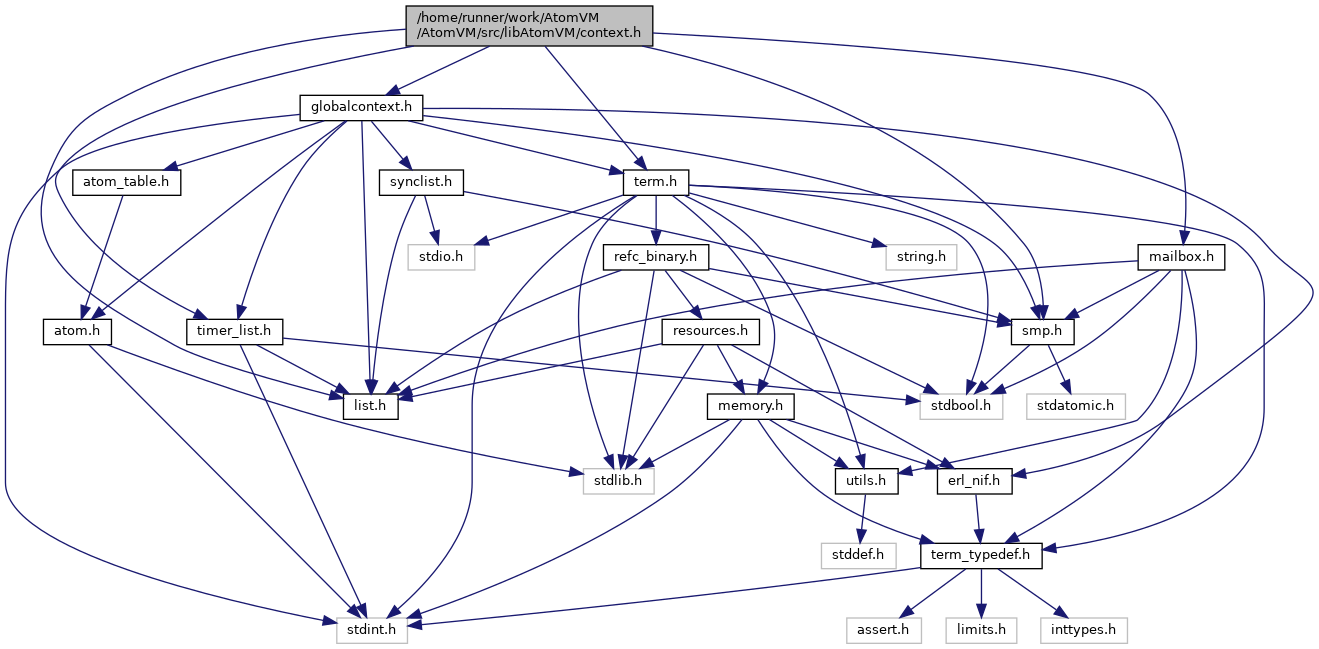 /home/runner/work/AtomVM
/AtomVM/src/libAtomVM/context.h
globalcontext.h
atom_table.h
synclist.h
term.h
stdio.h
refc_binary.h
string.h
mailbox.h
atom.h
timer_list.h
resources.h
smp.h
list.h
memory.h
stdbool.h
stdatomic.h
stdlib.h
utils.h
erl_nif.h
stddef.h
term_typedef.h
stdint.h
assert.h
limits.h
inttypes.h